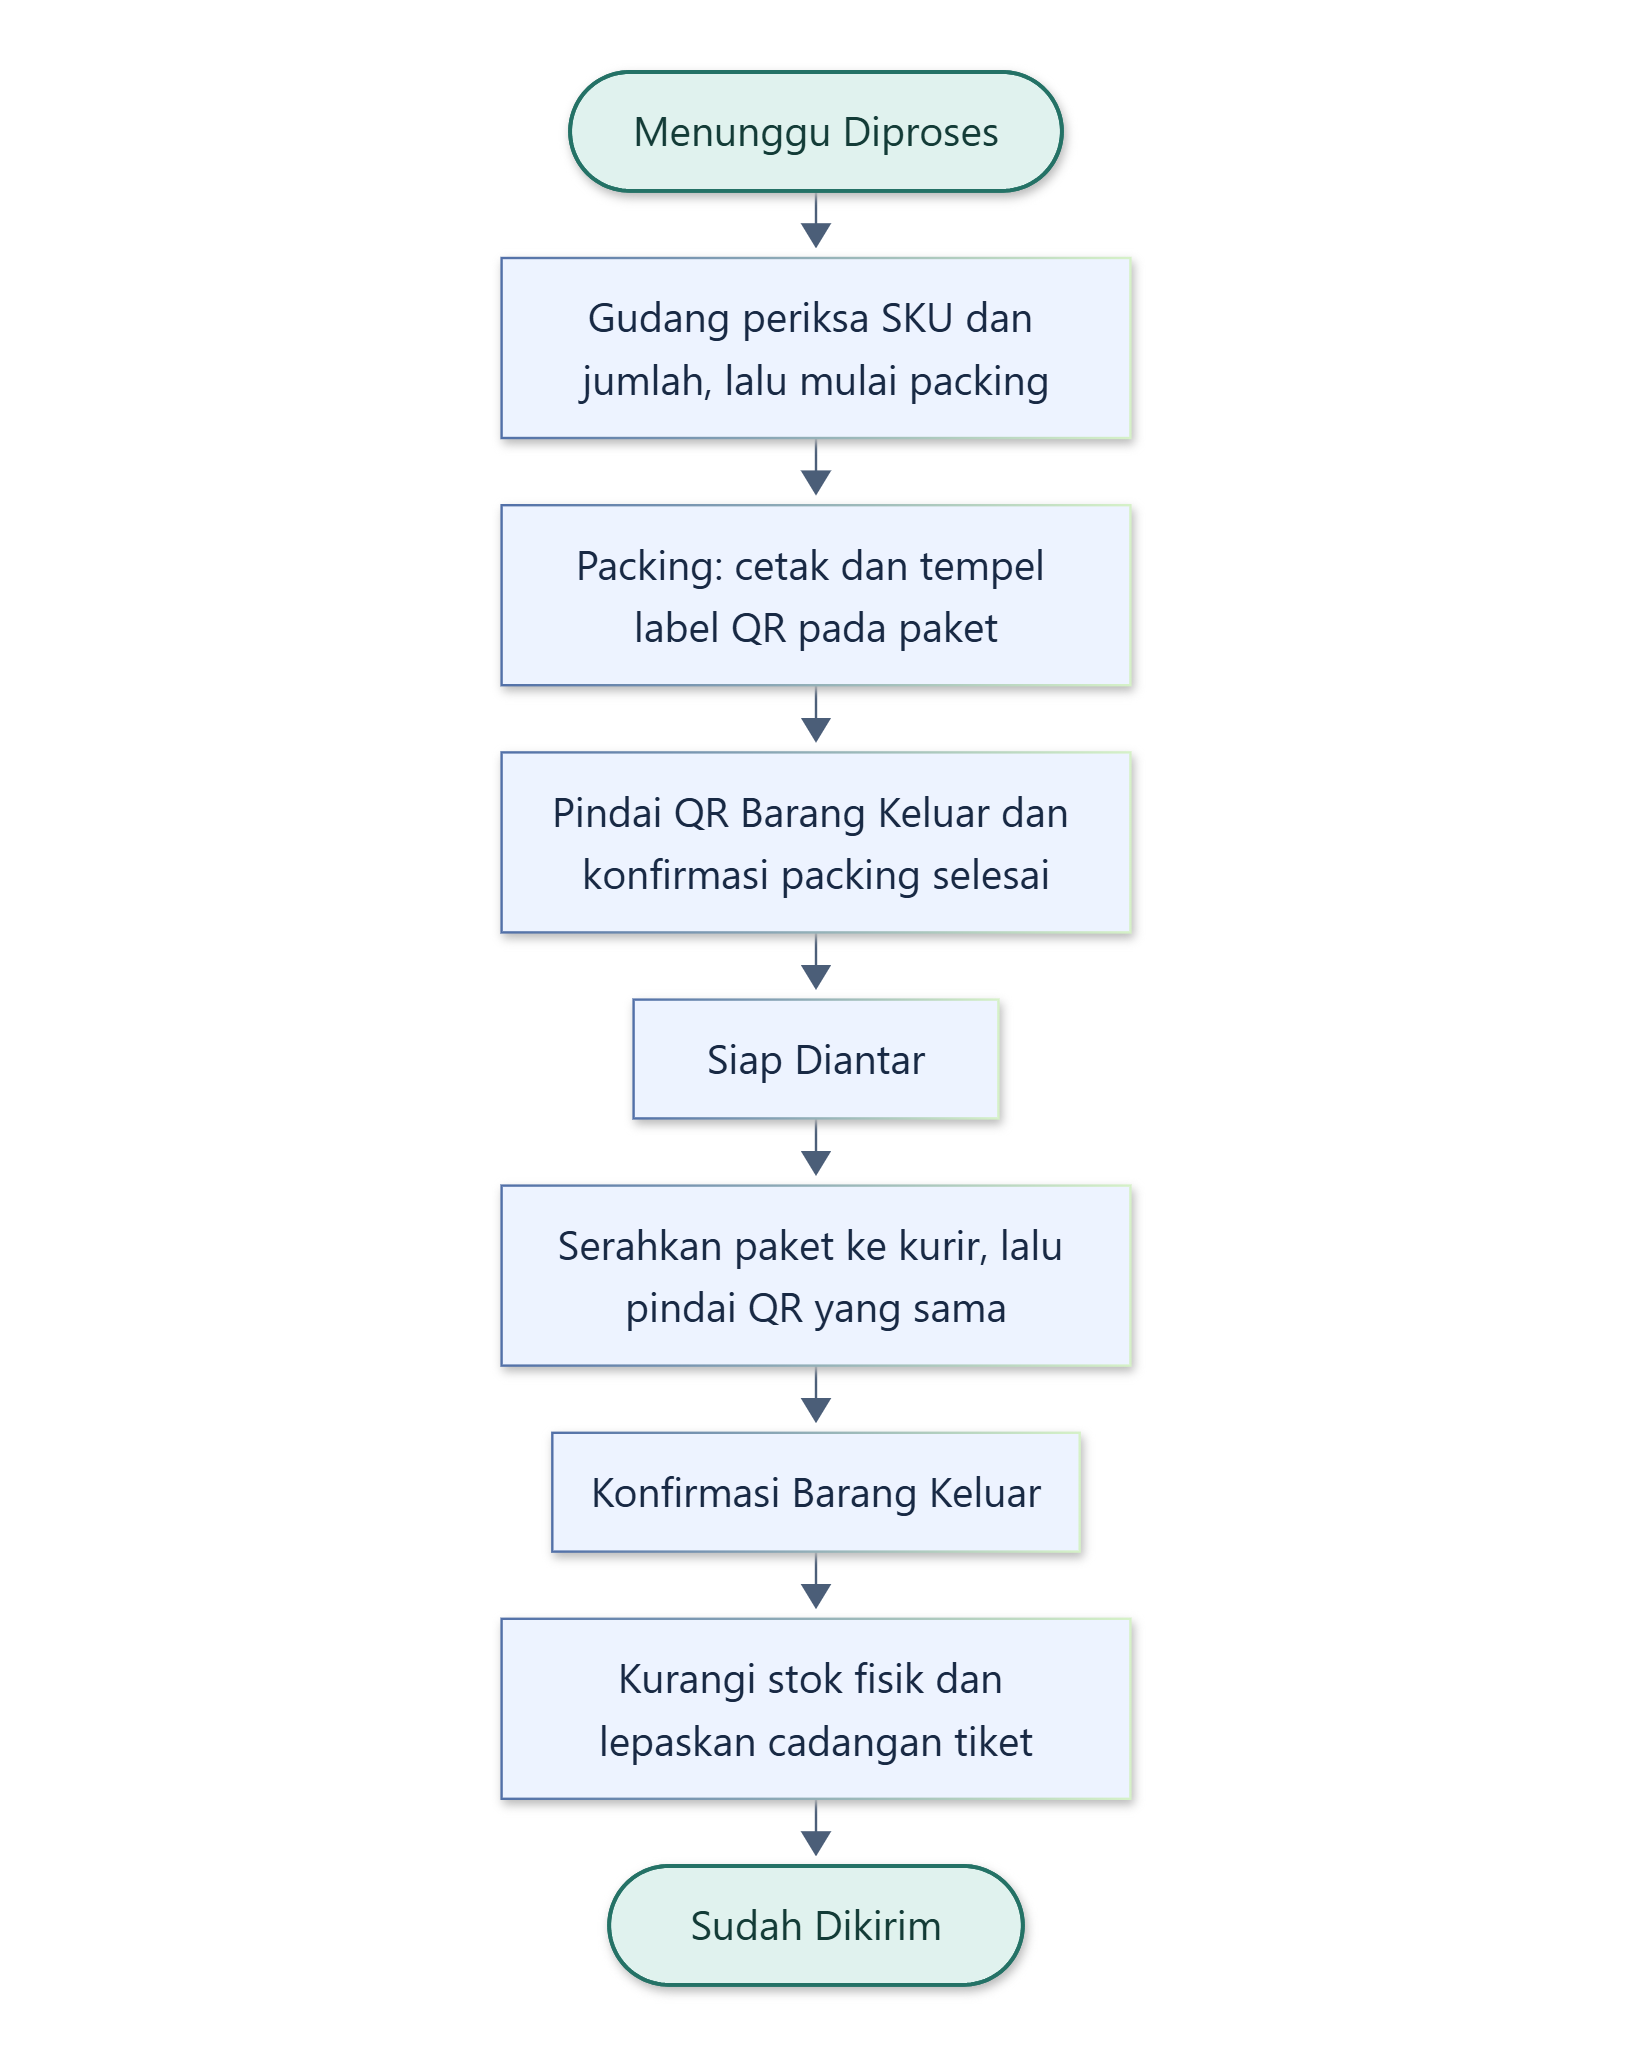 Menunggu Diproses
Gudang periksa SKU dan
jumlah, lalu mulai packing
Packing: cetak dan tempel
label QR pada paket
Pindai QR Barang Keluar dan
konfirmasi packing selesai
Siap Diantar
Serahkan paket ke kurir, lalu
pindai QR yang sama
Konfirmasi Barang Keluar
Kurangi stok fisik dan
lepaskan cadangan tiket
Sudah Dikirim